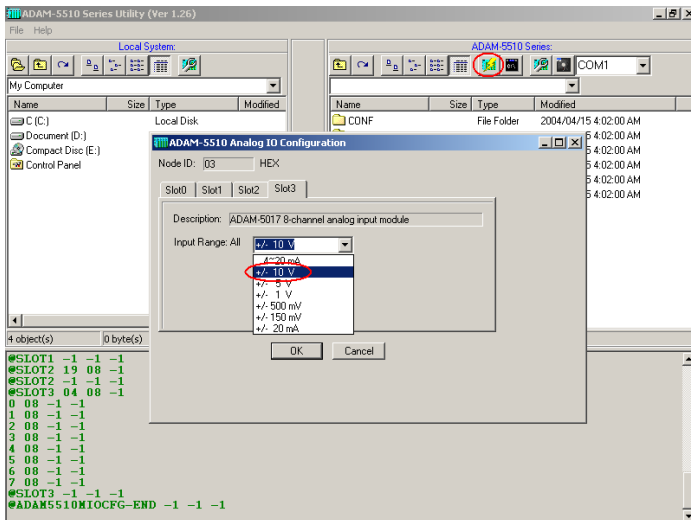 ADAM-5510 Series Utility (Ver 1.26)
File Help
Local System:
ADAM-5510 Series:
COM1
My Computer
Name Size Type Modified
C (C:) Local Disk
Document (D:)
Compact Disc (E:)
Control Panel
Name Size Type Modified
CONF File Folder 2004/04/15 4:02:00 AM
5 4:02:00 AM
5 4:02:00 AM
5 4:02:00 AM
5 4:02:00 AM
ADAM-5510 Analog IO Configuration
Node ID: 03 HEX
Slot0 Slot1 Slot2 Slot3
Description: ADAM-5017 8-channel analog input module
Input Range: All +/- 10 V
4~20 mA
+/- 10 V
+/- 5 V
+/- 1 V
+/- 500 mV
+/- 150 mV
+/- 20 mA
OK Cancel
4 object(s) 0 byte(s)
@SLOT1 -1 -1 -1
@SLOT2 19 08 -1
@SLOT2 -1 -1 -1
@SLOT3 04 08 -1
0 08 -1 -1
1 08 -1 -1
2 08 -1 -1
3 08 -1 -1
4 08 -1 -1
5 08 -1 -1
6 08 -1 -1
7 08 -1 -1
@SLOT3 -1 -1 -1
@ADAM5510MIOCFG-END -1 -1 -1